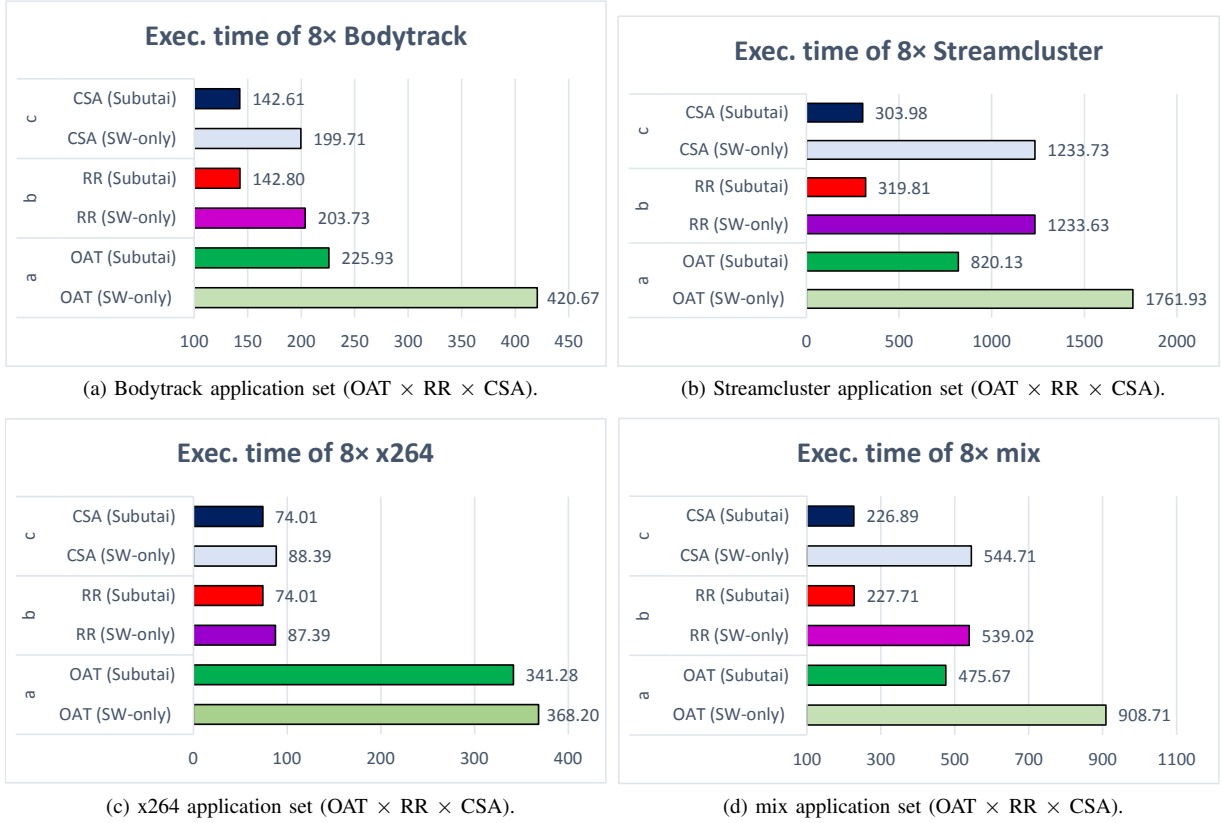 Exec. time of 8× Bodytrack
c
CSA (Subutai) 142.61
CSA (SW-only) 199.71
b
RR (Subutai) 142.80
RR (SW-only) 203.73
a
OAT (Subutai) 225.93
OAT (SW-only) 420.67
100 150 200 250 300 350 400 450
(a) Bodytrack application set (OAT × RR × CSA).
Exec. time of 8× Streamcluster
c
CSA (Subutai) 303.98
CSA (SW-only) 1233.73
b
RR (Subutai) 319.81
RR (SW-only) 1233.63
a
OAT (Subutai) 820.13
OAT (SW-only) 1761.93
0 500 1000 1500 2000
(b) Streamcluster application set (OAT × RR × CSA).
Exec. time of 8× x264
c
CSA (Subutai) 74.01
CSA (SW-only) 88.39
b
RR (Subutai) 74.01
RR (SW-only) 87.39
a
OAT (Subutai) 341.28
OAT (SW-only) 368.20
0 100 200 300 400
(c) x264 application set (OAT × RR × CSA).
Exec. time of 8× mix
c
CSA (Subutai) 226.89
CSA (SW-only) 544.71
b
RR (Subutai) 227.71
RR (SW-only) 539.02
a
OAT (Subutai) 475.67
OAT (SW-only) 908.71
100 300 500 700 900 1100
(d) mix application set (OAT × RR × CSA).